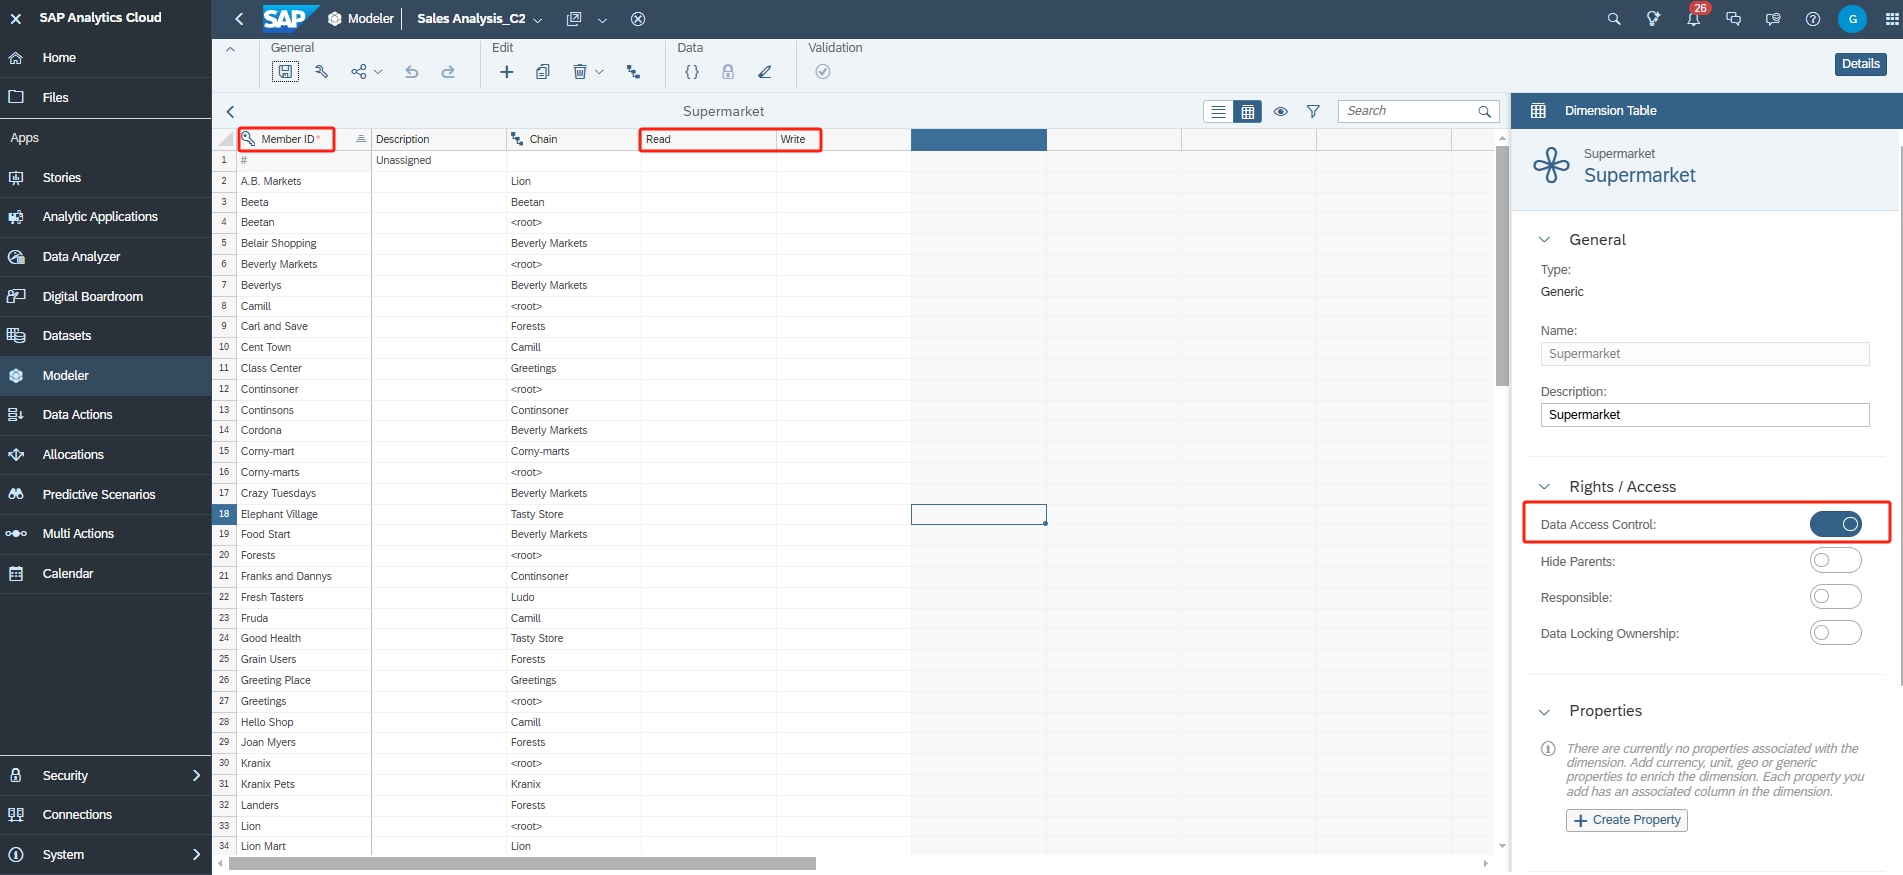 SAP Analytics Cloud
Home
Files
Apps
Stories
Analytic Applications
Data Analyzer
Digital Boardroom
Datasets
Modeler
Data Actions
Allocations
Predictive Scenarios
Multi Actions
Calendar
Security
Connections
System
SAP Modeler Sales Analysis_C2
26
G
General Edit Data Validation
Details
Supermarket
Search
Member ID* Description Chain Read Write
1 # Unassigned
2 A.B. Markets Lion
3 Beeta Beetan
4 Beetan <root>
5 Belair Shopping Beverly Markets
6 Beverly Markets <root>
7 Beverlys Beverly Markets
8 Camill <root>
9 Carl and Save Forests
10 Cent Town Camill
11 Class Center Greetings
12 Continsoner <root>
13 Continsons Continsoner
14 Cordona Beverly Markets
15 Corny-mart Corny-marts
16 Corny-marts <root>
17 Crazy Tuesdays Beverly Markets
18 Elephant Village Tasty Store
19 Food Start Beverly Markets
20 Forests <root>
21 Franks and Dannys Continsoner
22 Fresh Tasters Ludo
23 Fruda Camill
24 Good Health Tasty Store
25 Grain Users Forests
26 Greeting Place Greetings
27 Greetings <root>
28 Hello Shop Camill
29 Joan Myers Forests
30 Kranix <root>
31 Kranix Pets Kranix
32 Landers Forests
33 Lion <root>
34 Lion Mart Lion
Dimension Table
Supermarket
Supermarket
General
Type:
Generic
Name:
Supermarket
Description:
Supermarket
Rights / Access
Data Access Control:
Hide Parents:
Responsible:
Data Locking Ownership:
Properties
There are currently no properties associated with the
dimension. Add currency, unit, geo or generic
properties to enrich the dimension. Each property you
add has an associated column in the dimension.
+ Create Property